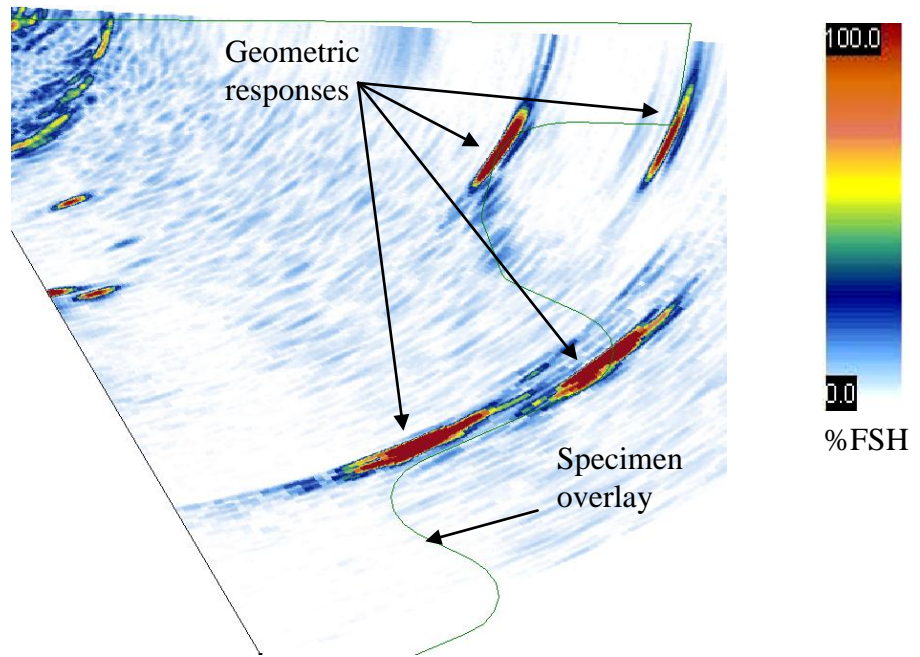 Geometric
responses
100.0
0.0
%FSH
Specimen
overlay